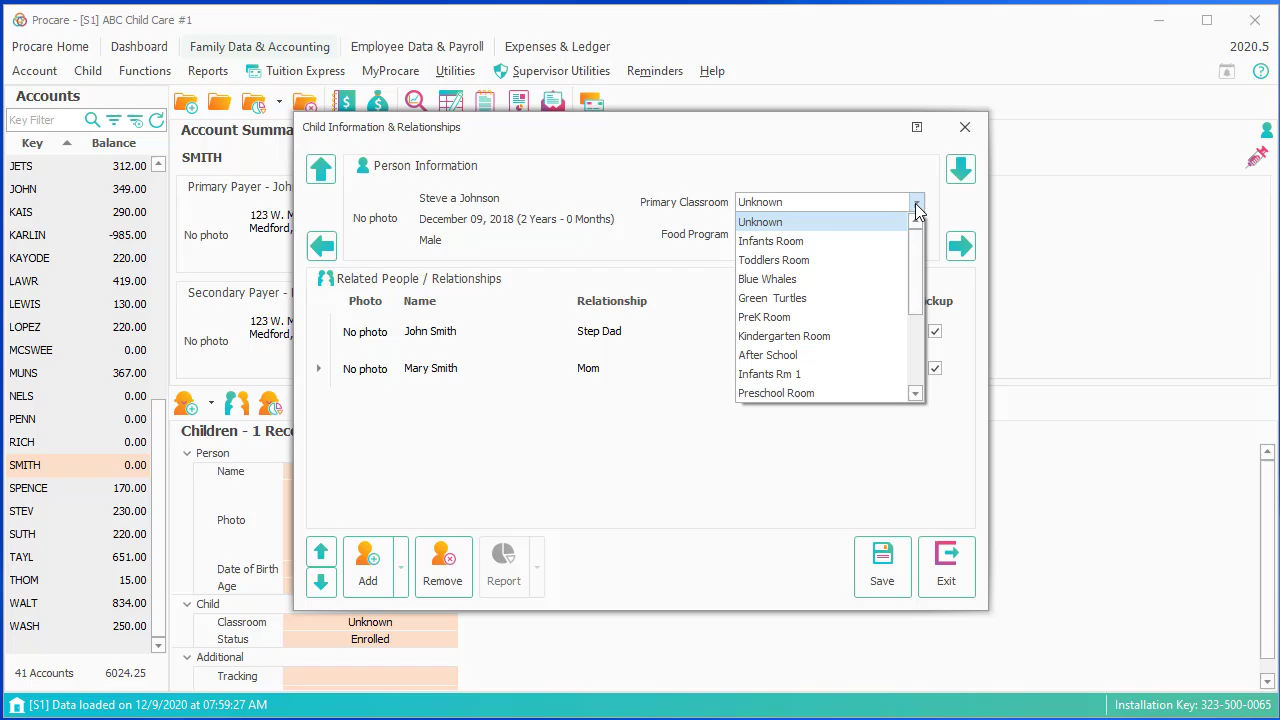 Procare - [S1] ABC Child Care #1
Procare Home Dashboard Family Data & Accounting Employee Data & Payroll Expenses & Ledger 2020.5
Account Child Functions Reports Tuition Express MyProcare Utilities Supervisor Utilities Reminders Help
Accounts
Key Filter
Key Balance
JETS 312.00
JOHN 349.00
KAIS 290.00
KARLIN -985.00
KAYODE 220.00
LAWR 419.00
LEWIS 130.00
LOPEZ 220.00
MCSWEE 210.00
MUNS 367.00
NELS 0.00
PENN 0.00
RICH 0.00
SMITH 0.00
SPENCE 170.00
STEV 230.00
SUTH 220.00
TAYL 651.00
THOM 15.00
WALT 834.00
WASH 250.00
41 Accounts 6024.25
Account Summa
SMITH
Primary Payer - Joh
No photo
123 W. M
Medford,
Secondary Payer -
No photo
123 W. M
Medford,
Children - 1 Reco
Person
Name
Photo
Date of Birth
Age
Child
Classroom Unknown
Status Enrolled
Additional
Tracking
Child Information & Relationships
Person Information
No photo
Steve a Johnson
December 09, 2018 (2 Years - 0 Months)
Male
Primary Classroom Unknown
Food Program
Unknown
Infants Room
Toddlers Room
Blue Whales
Green Turtles
PreK Room
Kindergarten Room
After School
Infants Rm 1
Preschool Room
Related People / Relationships
Photo Name Relationship ckup
No photo John Smith Step Dad
No photo Mary Smith Mom
Add Remove Report Save Exit
[S1] Data loaded on 12/9/2020 at 07:59:27 AM Installation Key: 323-500-0065